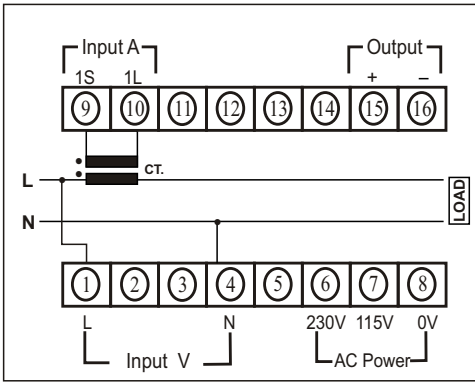 Input A Output
1S 1L + –
9 10 11 12 13 14 15 16
CT.
L
LOAD
N
1 2 3 4 5 6 7 8
L N 230V 115V 0V
Input V AC Power